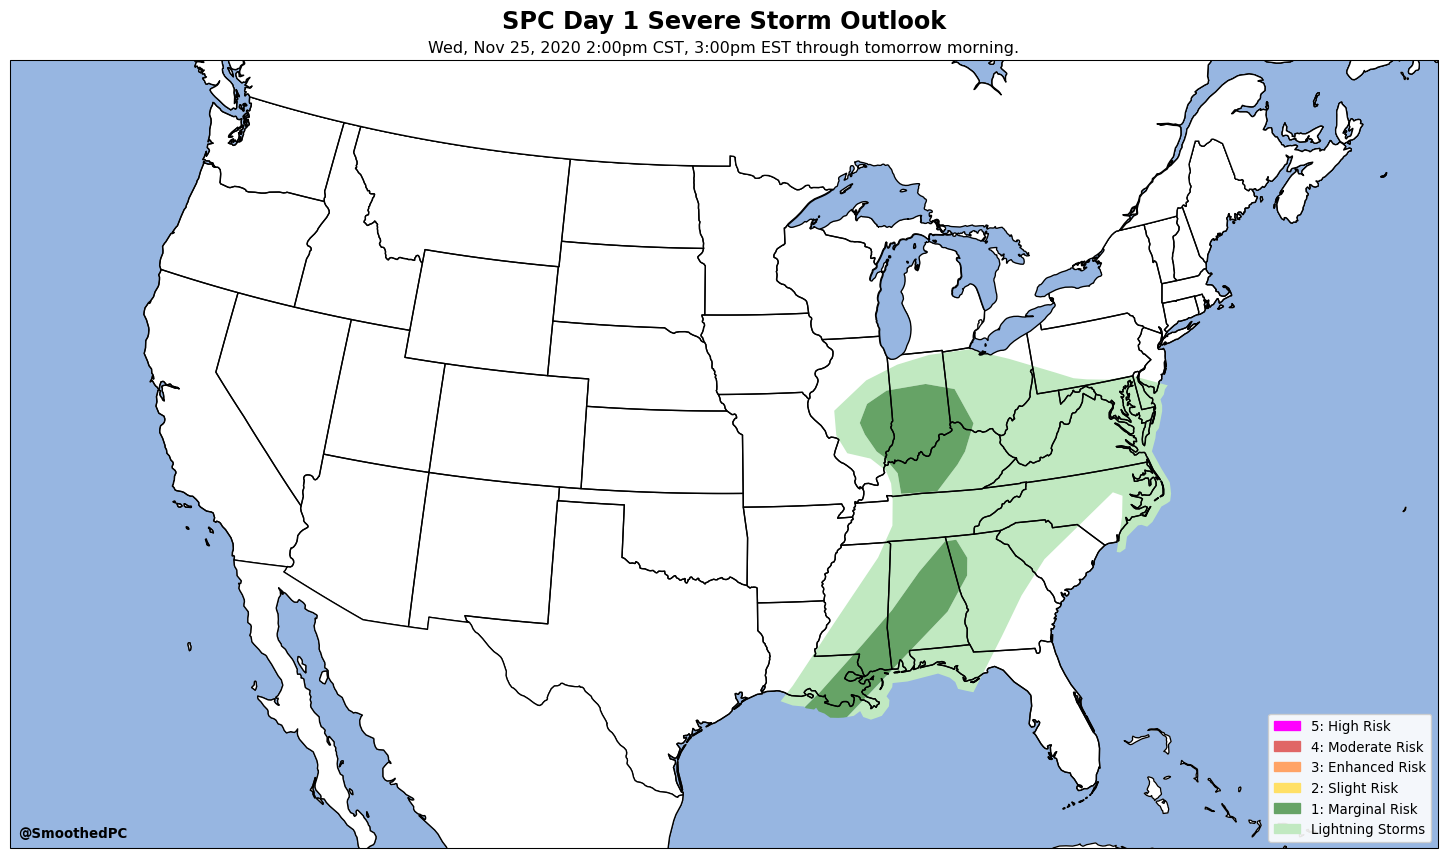 SPC Day 1 Severe Storm Outlook
Wed, Nov 25, 2020 2:00pm CST, 3:00pm EST through tomorrow morning.
5: High Risk
4: Moderate Risk
3: Enhanced Risk
2: Slight Risk
1: Marginal Risk
Lightning Storms
@SmoothedPC